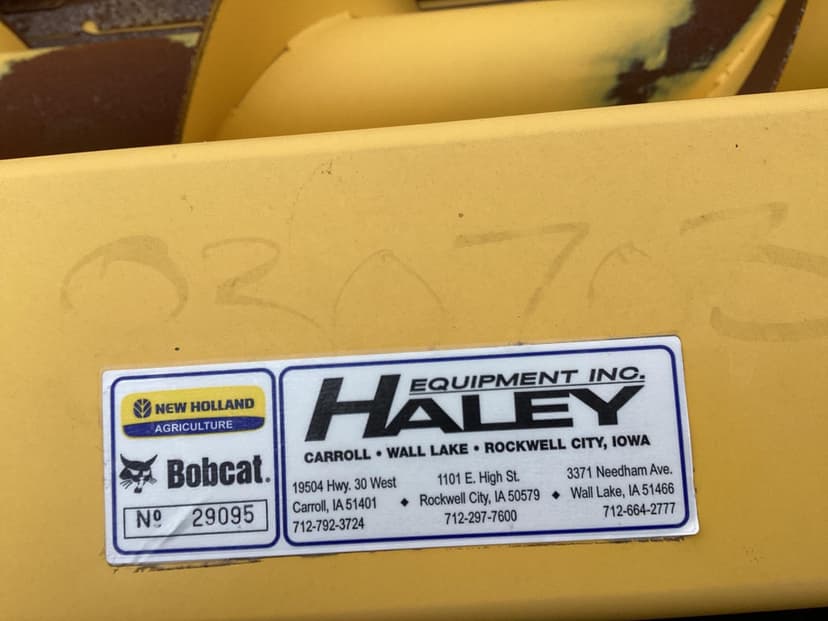 NEW HOLLAND
AGRICULTURE
Bobcat.
Nº 29095
EQUIPMENT INC.
HALEY
CARROLL • WALL LAKE • ROCKWELL CITY, IOWA
19504 Hwy. 30 West
Carroll, IA 51401
712-792-3724
◆
1101 E. High St.
Rockwell City, IA 50579
712-297-7600
◆
3371 Needham Ave.
Wall Lake, IA 51466
712-664-2777